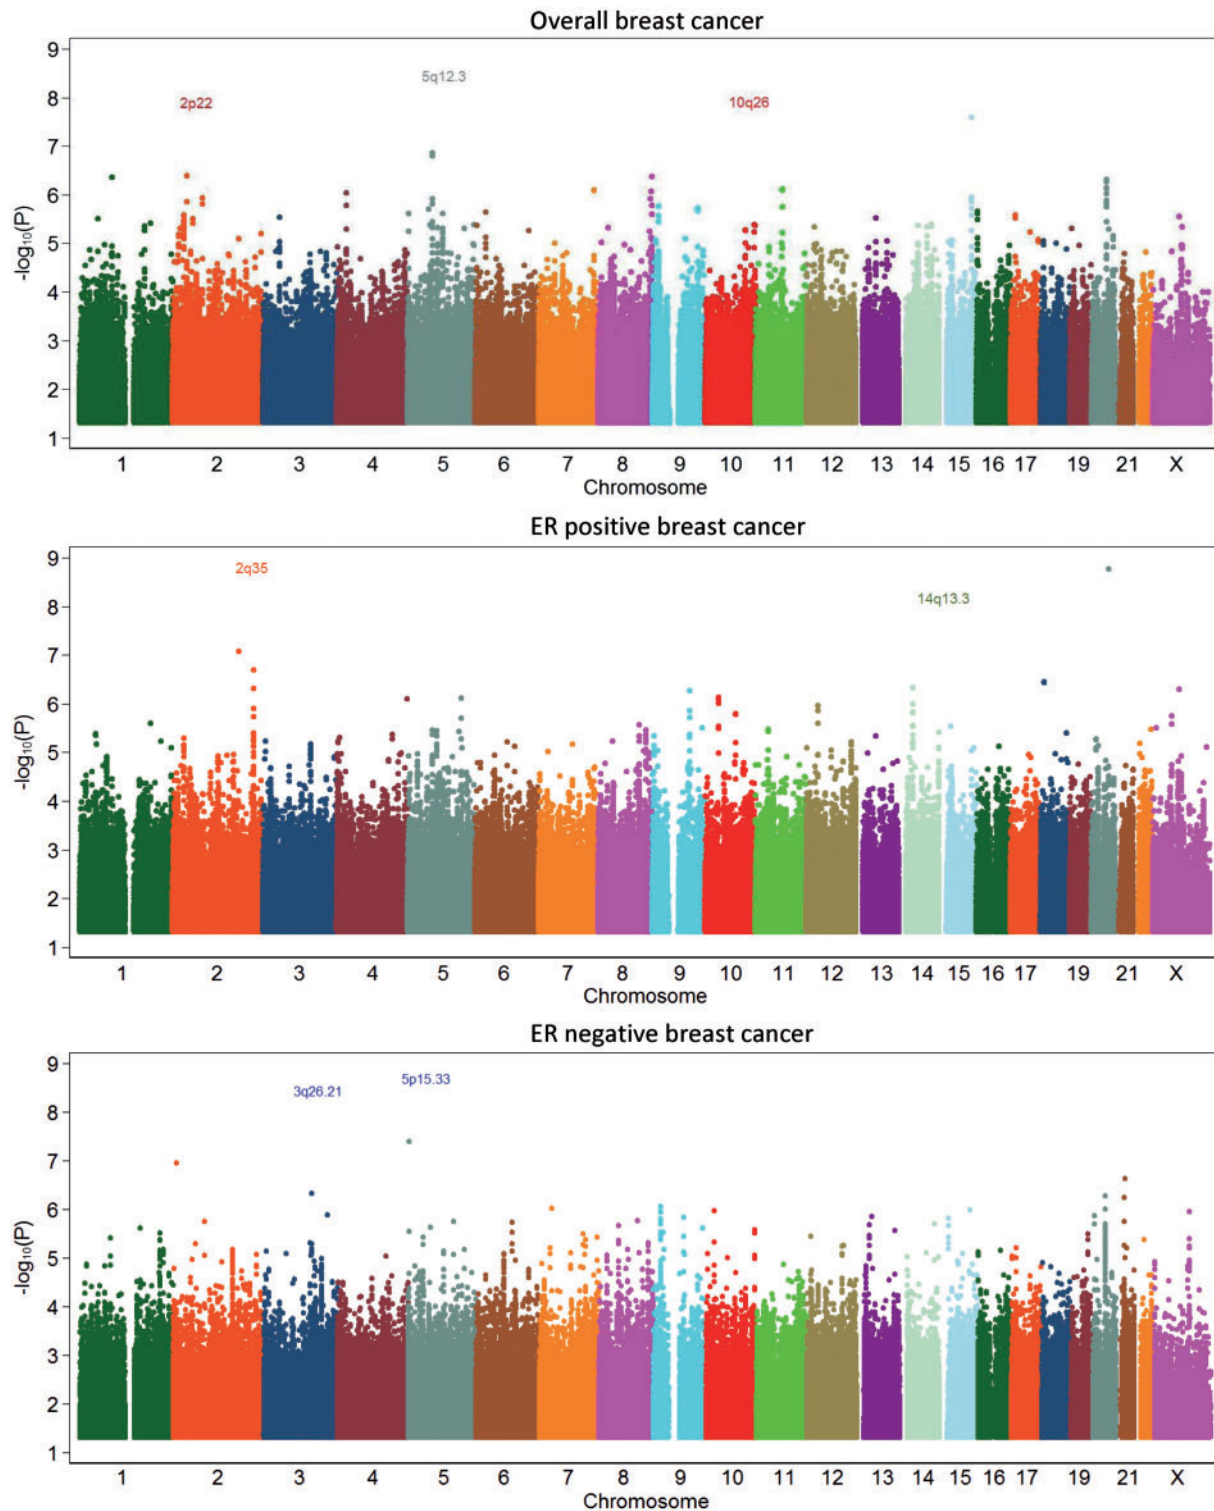 Overall breast cancer
9
8
7
6
5
4
3
2
1
-log10(P)
5q12.3
2p22
10q26
1 2 3 4 5 6 7 8 9 10 11 12 13 14 15 16 17 19 21 X
Chromosome
ER positive breast cancer
9
8
7
6
5
4
3
2
1
-log10(P)
2q35
14q13.3
1 2 3 4 5 6 7 8 9 10 11 12 13 14 15 16 17 19 21 X
Chromosome
ER negative breast cancer
9
8
7
6
5
4
3
2
1
-log10(P)
5p15.33
3q26.21
1 2 3 4 5 6 7 8 9 10 11 12 13 14 15 16 17 19 21 X
Chromosome